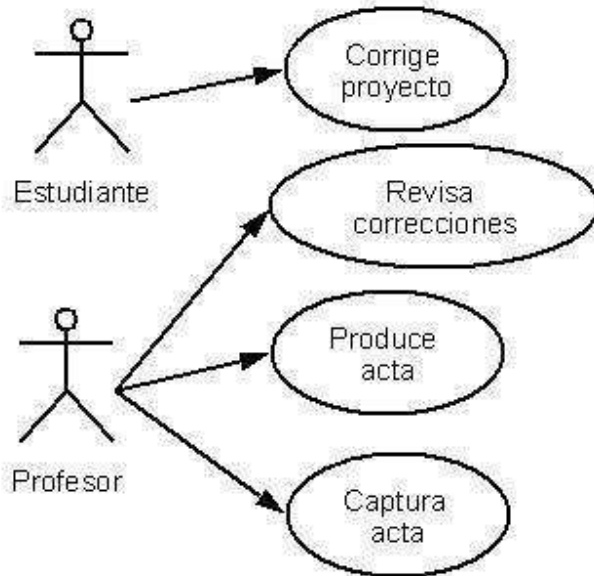 Corrige
proyecto
Estudiante
Revisa
correcciones
Produce
acta
Profesor
Captura
acta